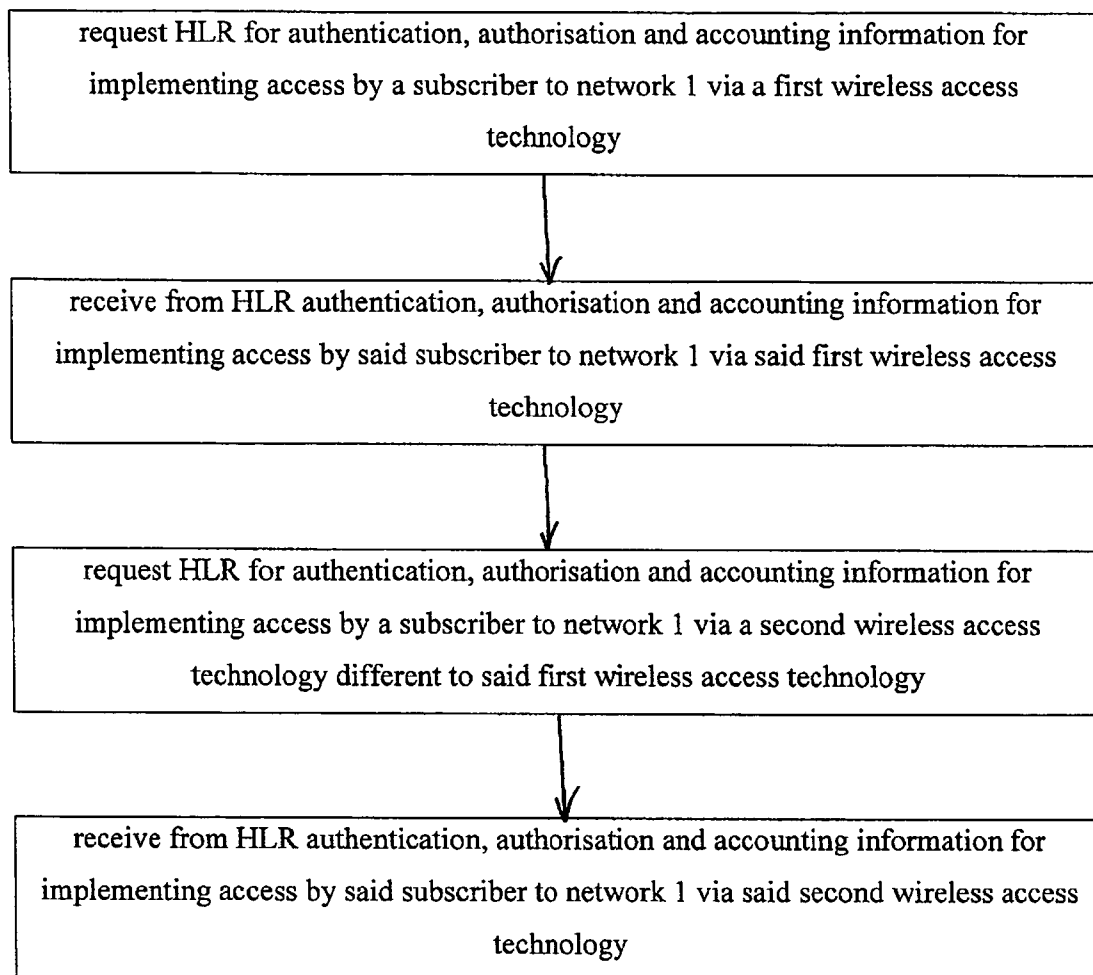 request HLR for authentication, authorisation and accounting information for
implementing access by a subscriber to network 1 via a first wireless access
technology
receive from HLR authentication, authorisation and accounting information for
implementing access by said subscriber to network 1 via said first wireless access
technology
request HLR for authentication, authorisation and accounting information for
implementing access by a subscriber to network 1 via a second wireless access
technology different to said first wireless access technology
receive from HLR authentication, authorisation and accounting information for
implementing access by said subscriber to network 1 via said second wireless access
technology